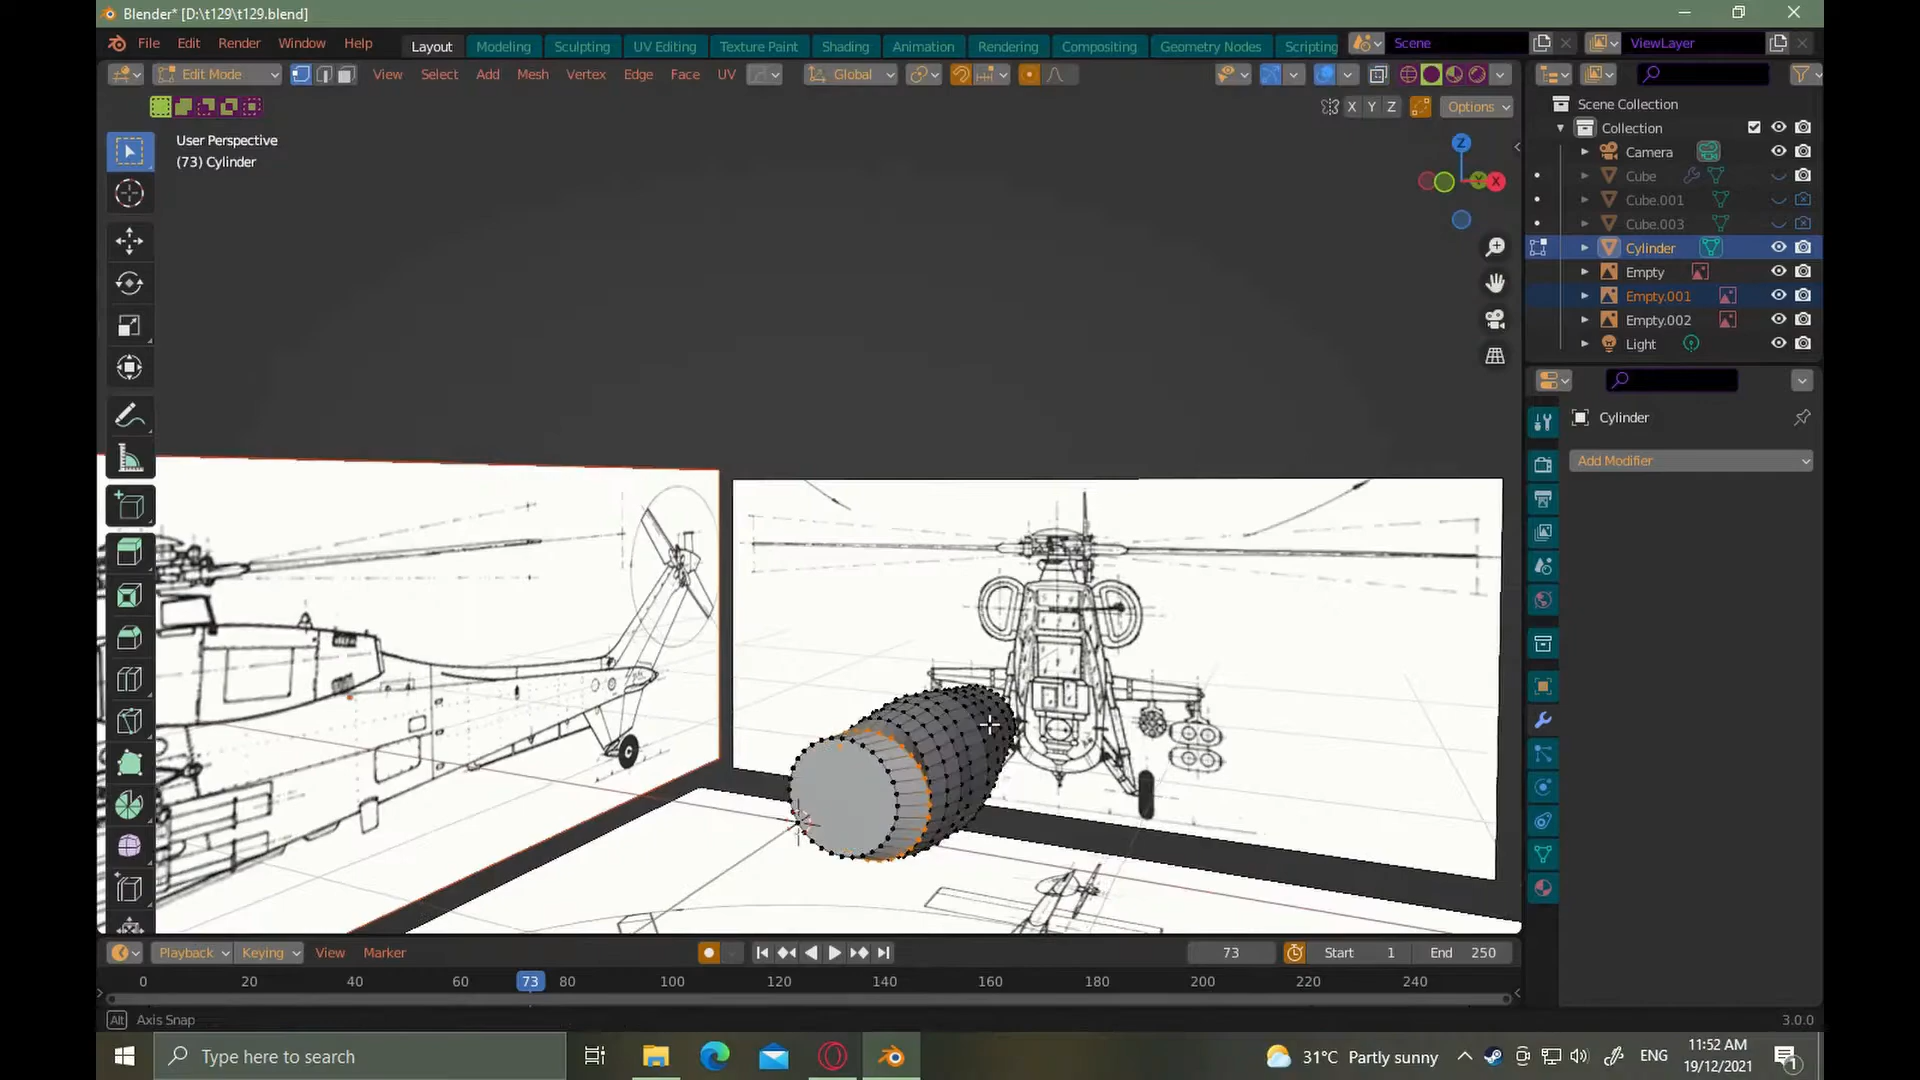 Blender* [D:\t129\t129.blend]
File Edit Render Window Help Layout Modeling Sculpting UV Editing Texture Paint Shading Animation Rendering Compositing Geometry Nodes Scripting Scene ViewLayer
Edit Mode View Select Add Mesh Vertex Edge Face UV Global
X Y Z Options
User Perspective
(73) Cylinder
Z
Y X
Scene Collection
Collection
Camera
Cube
Cube.001
Cube.003
Cylinder
Empty
Empty.001
Empty.002
Light
Cylinder
Add Modifier
Playback Keying View Marker 73 Start 1 End 250
0 20 40 60 73 80 100 120 140 160 180 200 220 240
Alt Axis Snap 3.0.0
Type here to search 31°C Partly sunny ENG 11:52 AM
19/12/2021
1